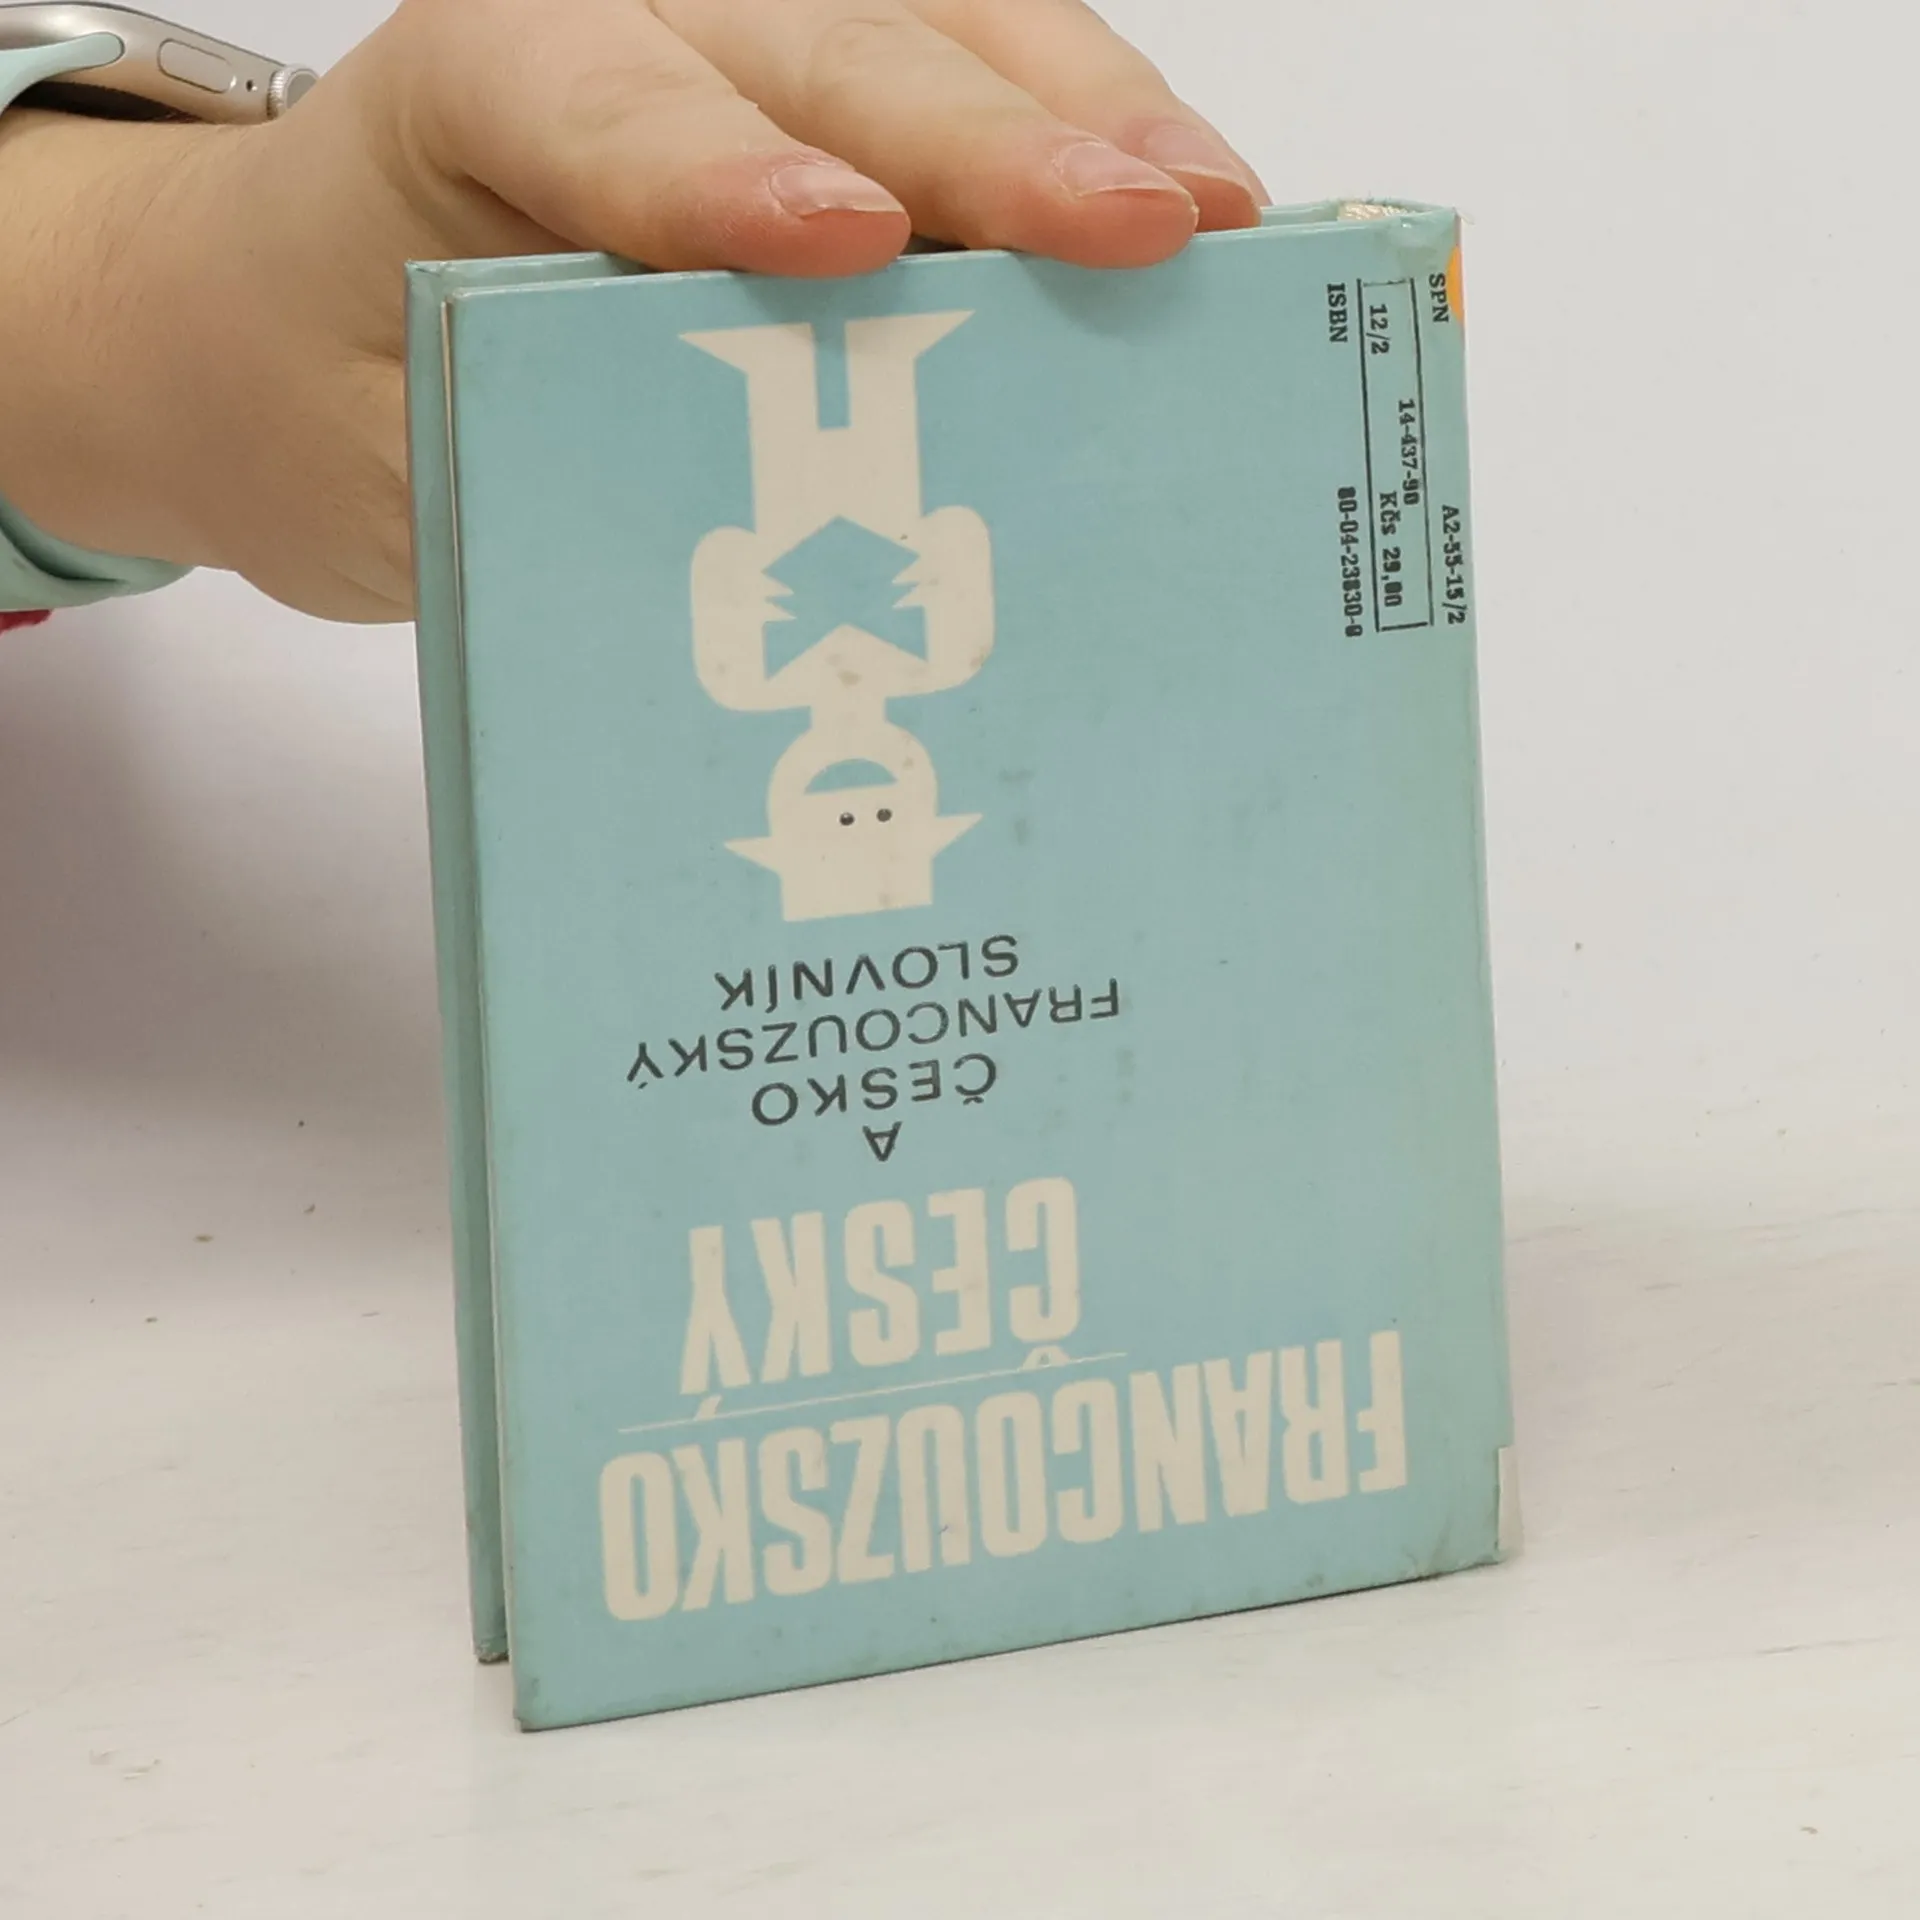 FRANCOUZSKO
ČESKÝ
A
ČESKO
FRANCOUZSKÝ
SLOVNÍK
SPN A2-55-15/2
14-437-90
12/2 Kčs 29,00
ISBN 80-04-23830-0